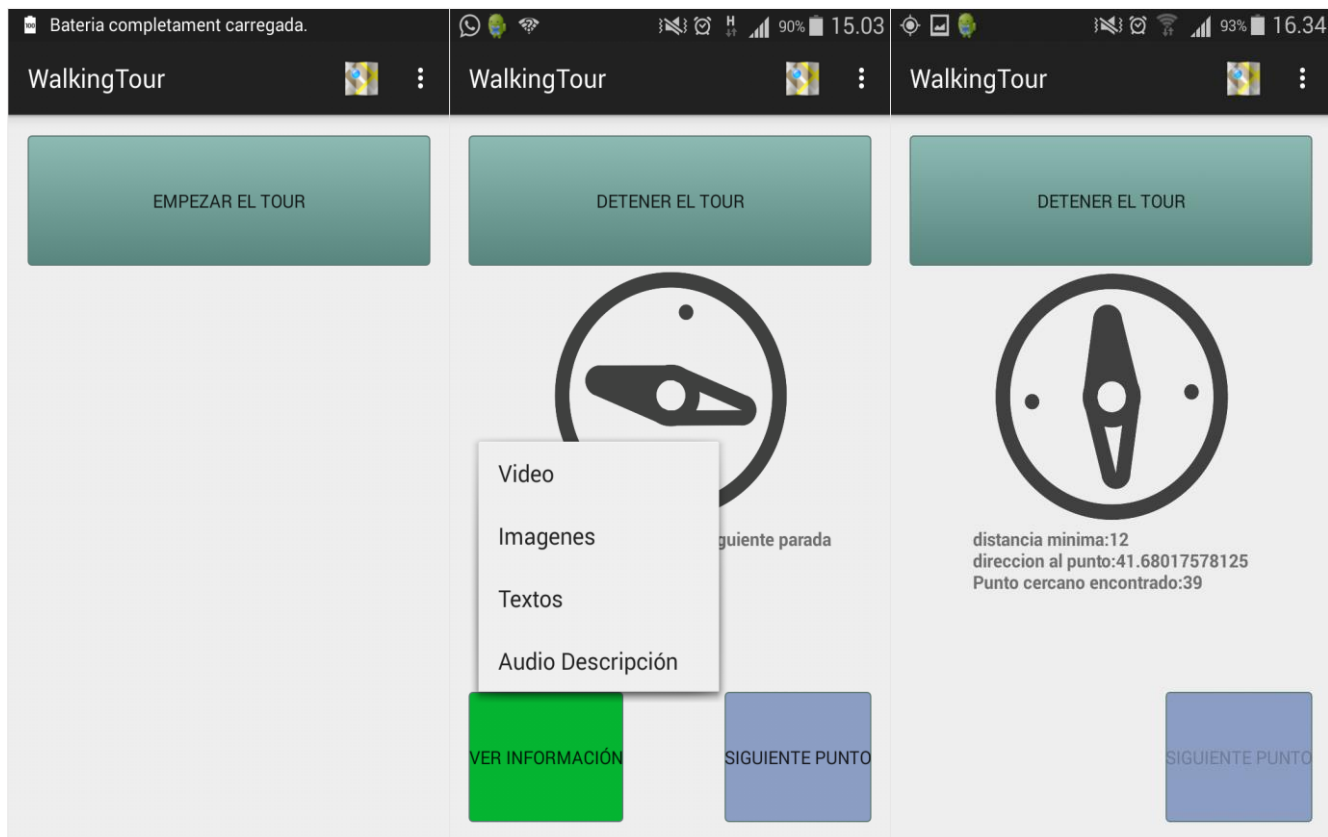 Bateria completament carregada.
WalkingTour
EMPEZAR EL TOUR
90% 15.03
WalkingTour
DETENER EL TOUR
guiente parada
Video
Imagenes
Textos
Audio Descripción
VER INFORMACIÓN
SIGUIENTE PUNTO
93% 16.34
WalkingTour
DETENER EL TOUR
distancia minima:12
direccion al punto:41.68017578125
Punto cercano encontrado:39
SIGUIENTE PUNTO